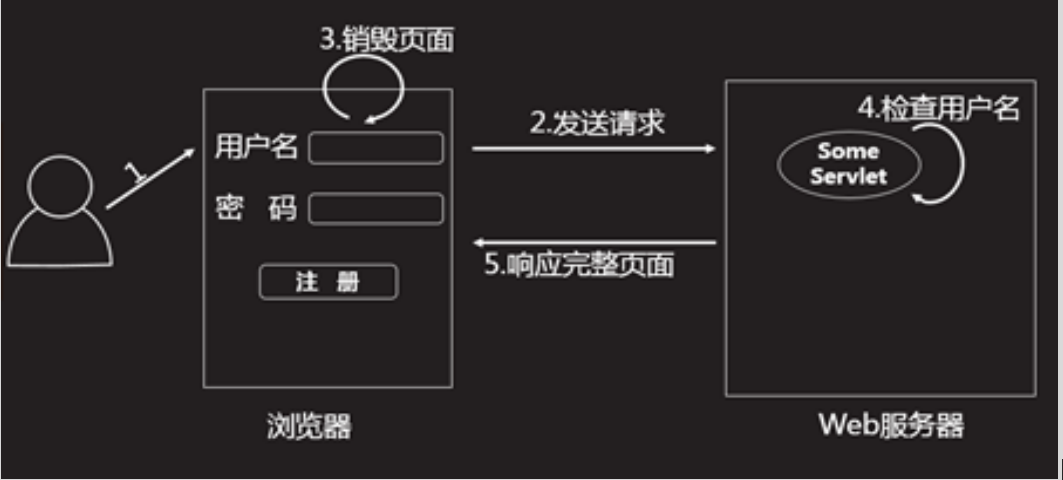 3.销毁页面
1
用户名
密 码
注 册
浏览器
2.发送请求
5.响应完整页面
4.检查用户名
Some
Servlet
Web服务器